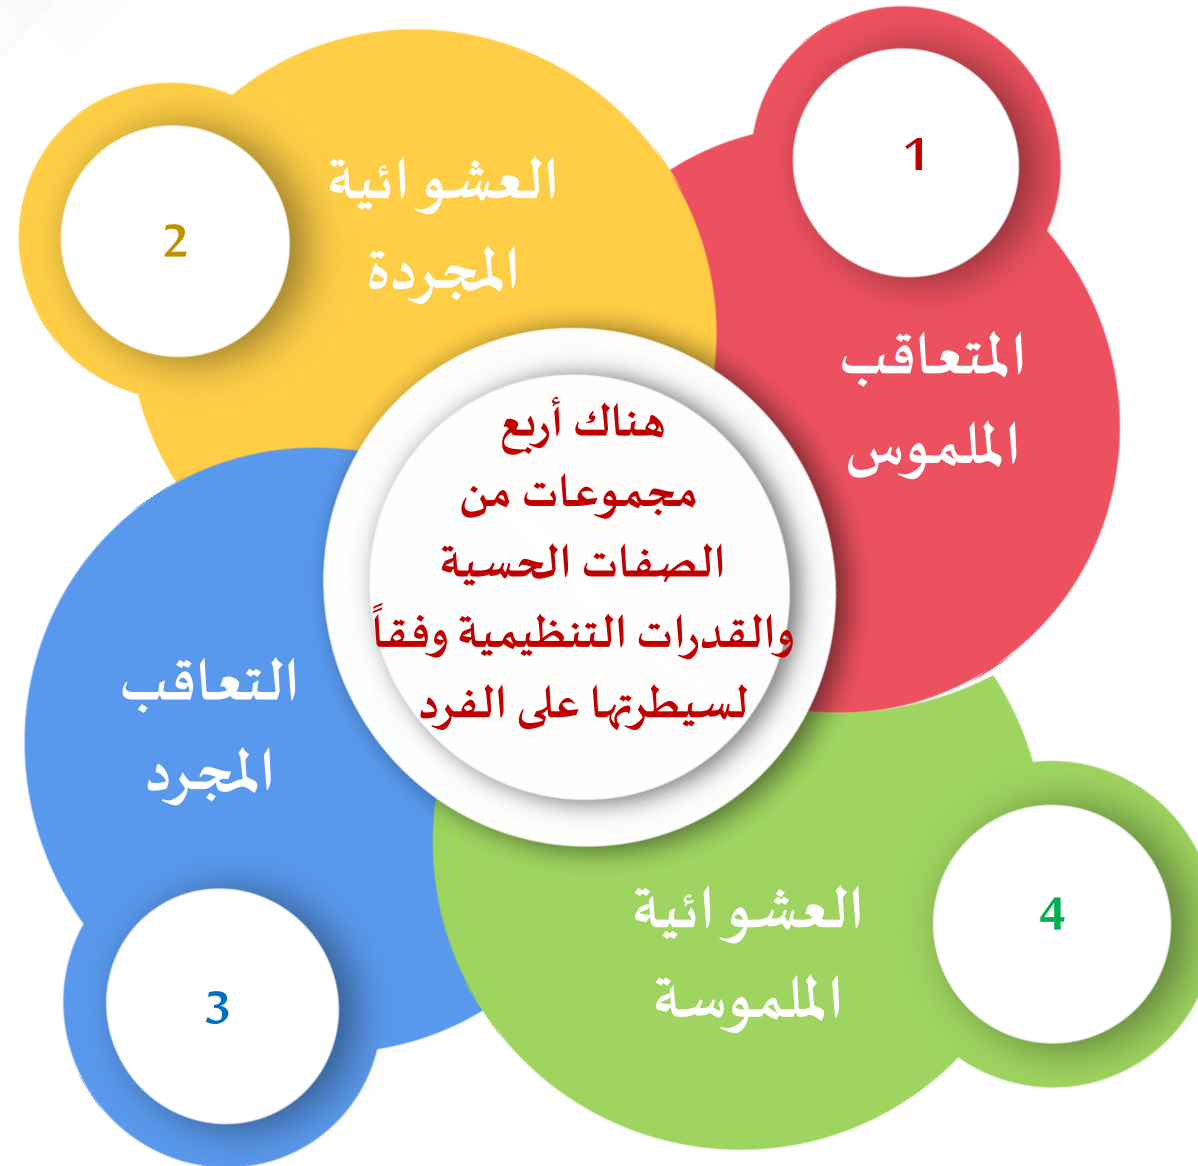 1
المتعاقب
الملموس
2
العشوائية
المجردة
هناك أربع
مجموعات من
الصفات الحسية
والقدرات التنظيمية وفقاً
لسيطرتها على الفرد
3
التعاقب
المجرد
4
العشوائية
الملموسة